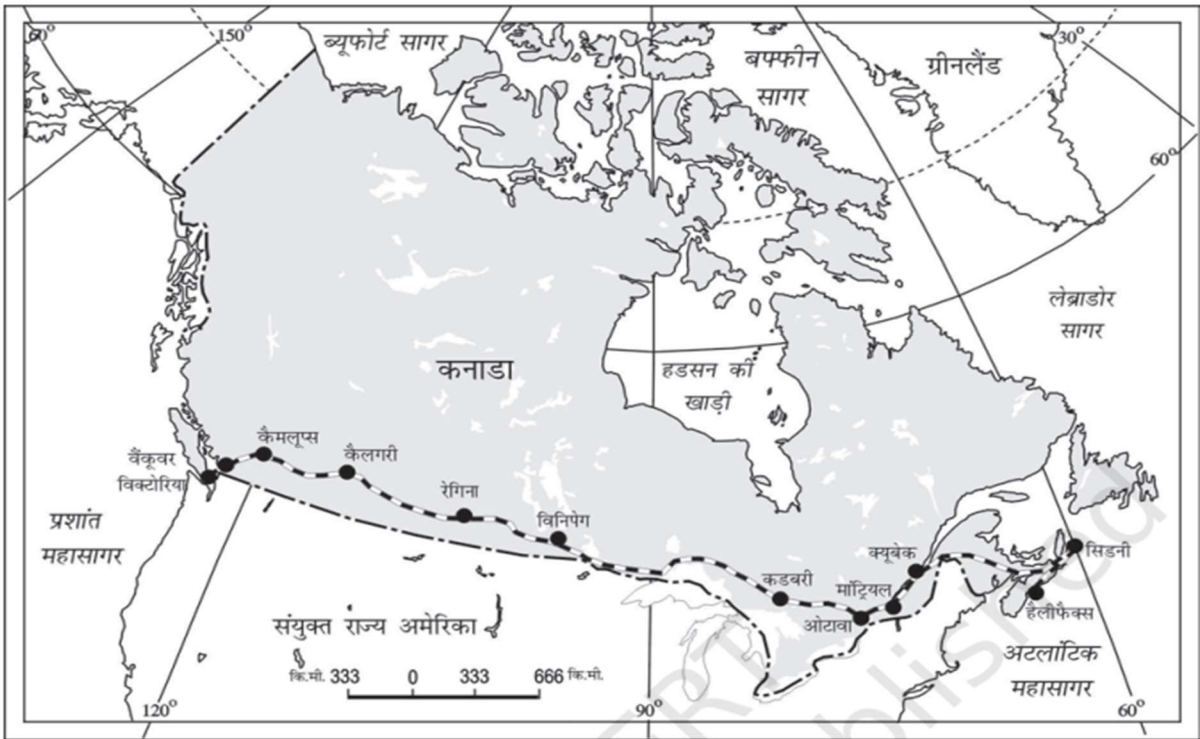 60°
150°
ब्यूफोर्ट सागर
बफ्फीन
सागर
ग्रीनलैंड
30°
60°
लेब्राडोर
सागर
कनाडा
हडसन की
खाड़ी
कैमलूप्स
वैंकूवर
कैलगरी
विक्टोरिया
रेगिना
विनिपेग
प्रशांत
महासागर
क्यूबेक
सिडनी
कडबरी
मांट्रियल
हैलीफैक्स
ओटावा
संयुक्त राज्य अमेरिका
अटलांटिक
महासागर
कि.मी. 333 0 333 666 कि.मी.
120°
90°
60°